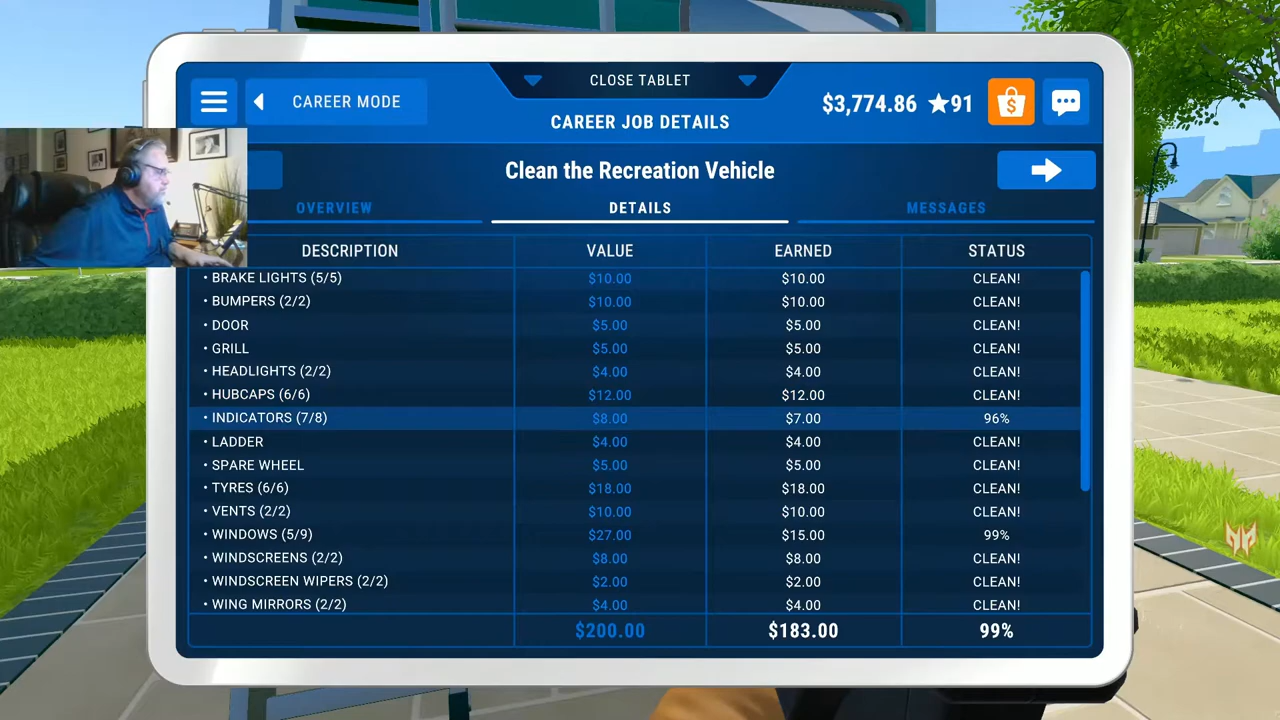 CLOSE TABLET
CAREER MODE
$3,774.86 ★91
CAREER JOB DETAILS
Clean the Recreation Vehicle
OVERVIEW DETAILS MESSAGES
DESCRIPTION VALUE EARNED STATUS
• BRAKE LIGHTS (5/5) $10.00 $10.00 CLEAN!
• BUMPERS (2/2) $10.00 $10.00 CLEAN!
• DOOR $5.00 $5.00 CLEAN!
• GRILL $5.00 $5.00 CLEAN!
• HEADLIGHTS (2/2) $4.00 $4.00 CLEAN!
• HUBCAPS (6/6) $12.00 $12.00 CLEAN!
• INDICATORS (7/8) $8.00 $7.00 96%
• LADDER $4.00 $4.00 CLEAN!
• SPARE WHEEL $5.00 $5.00 CLEAN!
• TYRES (6/6) $18.00 $18.00 CLEAN!
• VENTS (2/2) $10.00 $10.00 CLEAN!
• WINDOWS (5/9) $27.00 $15.00 99%
• WINDSCREENS (2/2) $8.00 $8.00 CLEAN!
• WINDSCREEN WIPERS (2/2) $2.00 $2.00 CLEAN!
• WING MIRRORS (2/2) $4.00 $4.00 CLEAN!
$200.00 $183.00 99%